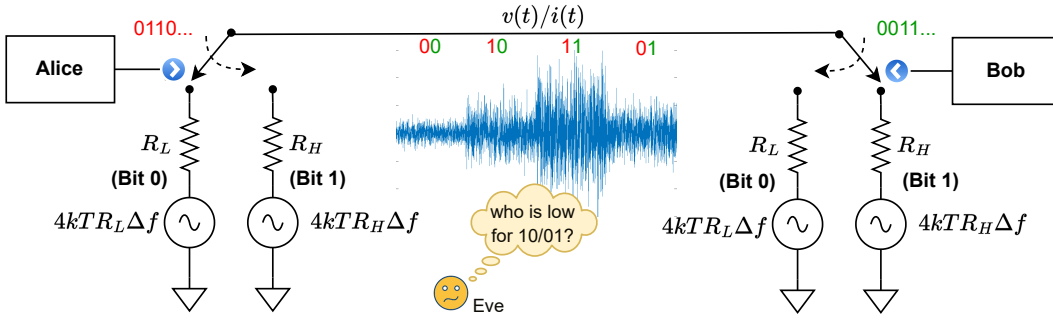 v(t)/i(t)
0110...
0011...
00 10 11 01
Alice
Bob
R_L
R_H
R_L
R_H
(Bit 0)
(Bit 1)
(Bit 0)
(Bit 1)
4kTR_LΔf
4kTR_HΔf
4kTR_LΔf
4kTR_HΔf
who is low
for 10/01?
Eve